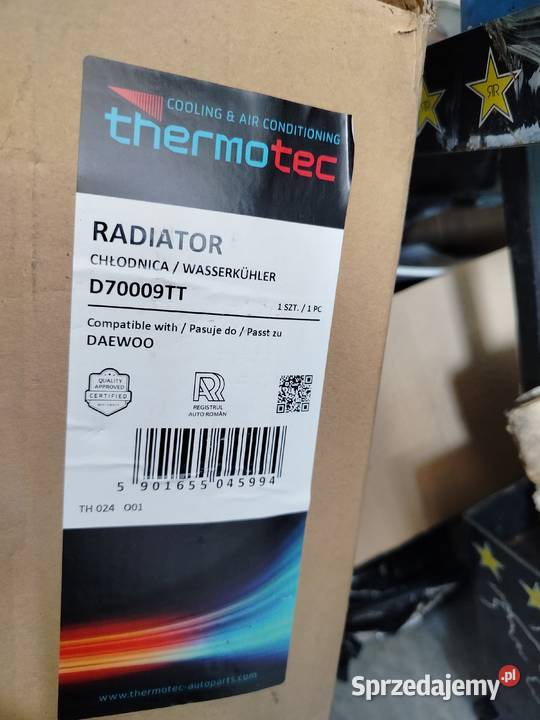 COOLING & AIR CONDITIONING
thermotec
RADIATOR
CHŁODNICA / WASSERKÜHLER
D70009TT
1 SZT. / 1 PC
Compatible with / Pasuje do / Passt zu
DAEWOO
QUALITY
APPROVED
CERTIFIED
RAR
REGISTRUL
AUTO ROMÂN
5 901655 045994
TH 024 O01
www.thermotec-autoparts.com
Sprzedajemy.pl